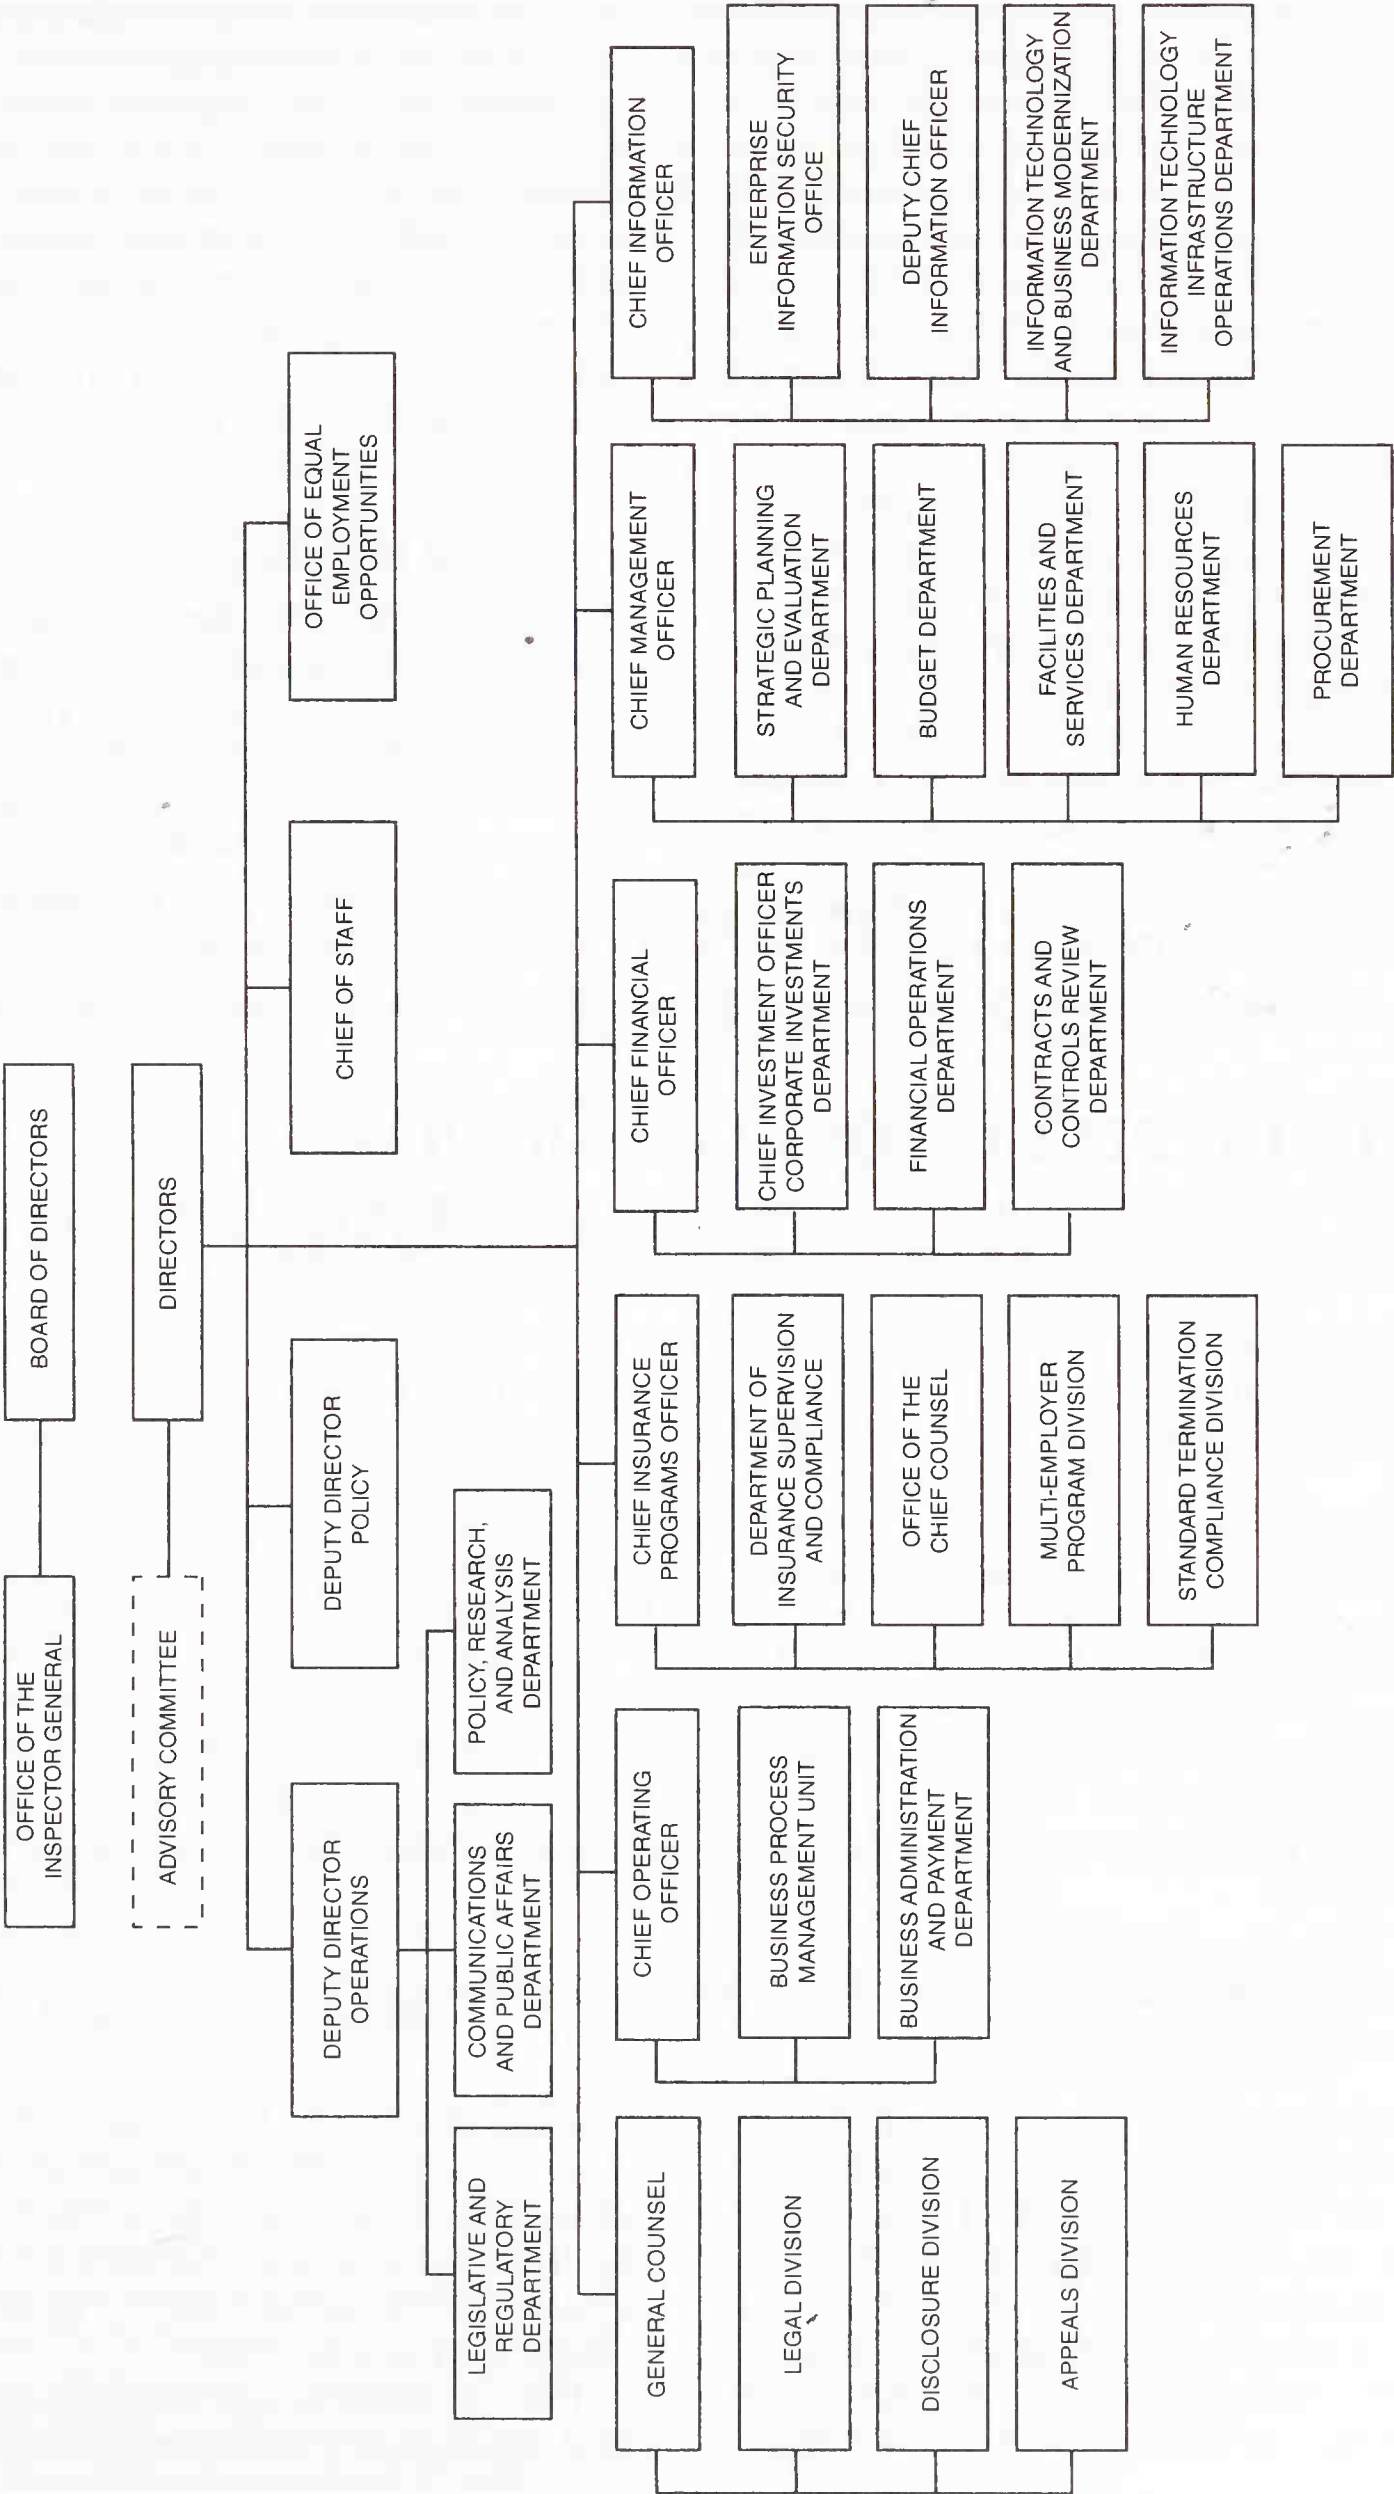 OFFICE OF THE
INSPECTOR GENERAL
BOARD OF DIRECTORS
ADVISORY COMMITTEE
DIRECTORS
DEPUTY DIRECTOR
OPERATIONS
DEPUTY DIRECTOR
POLICY
CHIEF OF STAFF
OFFICE OF EQUAL
EMPLOYMENT
OPPORTUNITIES
LEGISLATIVE AND
REGULATORY
DEPARTMENT
COMMUNICATIONS
AND PUBLIC AFFAIRS
DEPARTMENT
POLICY, RESEARCH,
AND ANALYSIS
DEPARTMENT
GENERAL COUNSEL
LEGAL DIVISION
DISCLOSURE DIVISION
APPEALS DIVISION
CHIEF OPERATING
OFFICER
BUSINESS PROCESS
MANAGEMENT UNIT
BUSINESS ADMINISTRATION
AND PAYMENT
DEPARTMENT
CHIEF INSURANCE
PROGRAMS OFFICER
DEPARTMENT OF
INSURANCE SUPERVISION
AND COMPLIANCE
OFFICE OF THE
CHIEF COUNSEL
MULTI-EMPLOYER
PROGRAM DIVISION
STANDARD TERMINATION
COMPLIANCE DIVISION
CHIEF FINANCIAL
OFFICER
CHIEF INVESTMENT OFFICER
CORPORATE INVESTMENTS
DEPARTMENT
FINANCIAL OPERATIONS
DEPARTMENT
CONTRACTS AND
CONTROLS REVIEW
DEPARTMENT
CHIEF MANAGEMENT
OFFICER
STRATEGIC PLANNING
AND EVALUATION
DEPARTMENT
BUDGET DEPARTMENT
FACILITIES AND
SERVICES DEPARTMENT
HUMAN RESOURCES
DEPARTMENT
PROCUREMENT
DEPARTMENT
CHIEF INFORMATION
OFFICER
ENTERPRISE
INFORMATION SECURITY
OFFICE
DEPUTY CHIEF
INFORMATION OFFICER
INFORMATION TECHNOLOGY
AND BUSINESS MODERNIZATION
DEPARTMENT
INFORMATION TECHNOLOGY
INFRASTRUCTURE
OPERATIONS DEPARTMENT